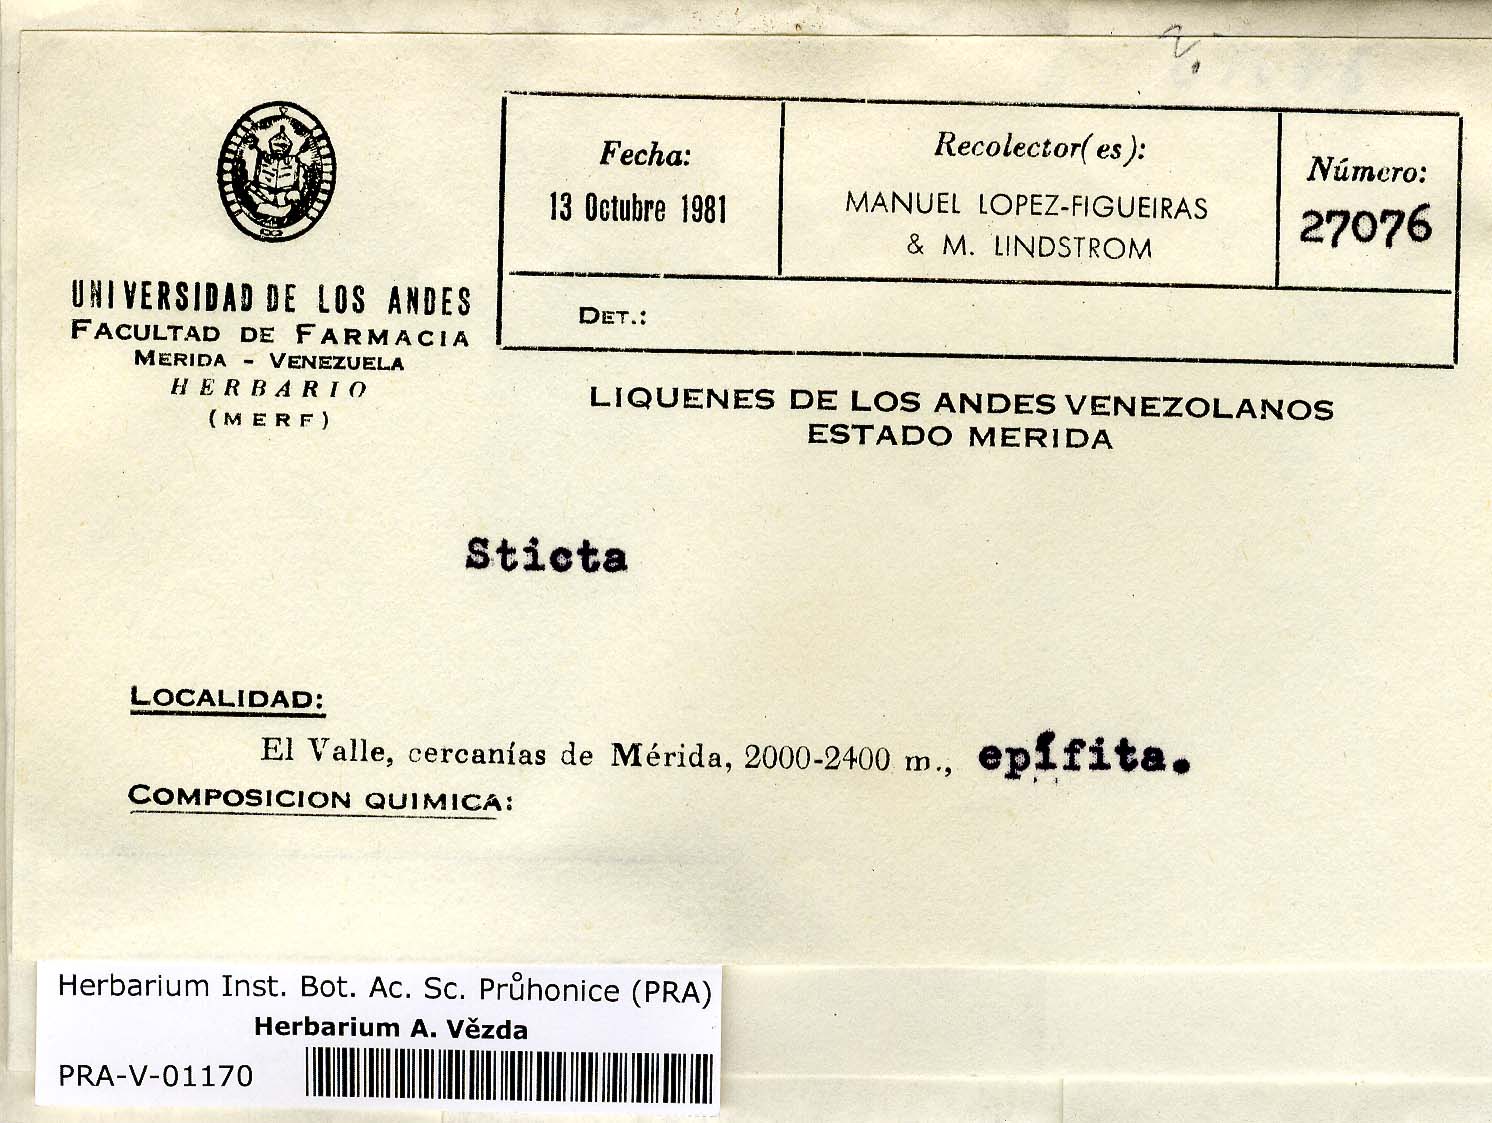 UNIVERSIDAD DE LOS ANDES
FACULTAD DE FARMACIA
MERIDA - VENEZUELA
HERBARIO
(MERF)
Fecha:
13 Octubre 1981
Recolector(es):
MANUEL LOPEZ-FIGUEIRAS
& M. LINDSTROM
Número:
27076
DET.:
LIQUENES DE LOS ANDES VENEZOLANOS
ESTADO MERIDA
Sticta
LOCALIDAD:
El Valle, cercanías de Mérida, 2000-2400 m., epífita.
COMPOSICION QUIMICA:
Herbarium Inst. Bot. Ac. Sc. Průhonice (PRA)
Herbarium A. Vězda
PRA-V-01170